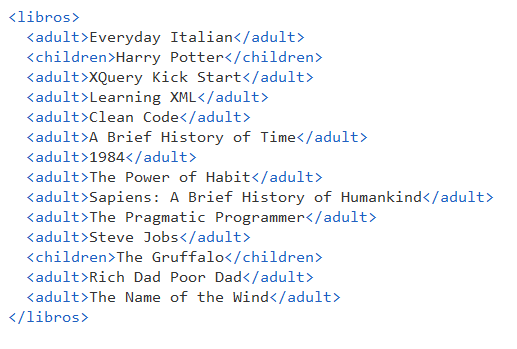 <libros>
  <adult>Everyday Italian</adult>
  <children>Harry Potter</children>
  <adult>XQuery Kick Start</adult>
  <adult>Learning XML</adult>
  <adult>Clean Code</adult>
  <adult>A Brief History of Time</adult>
  <adult>1984</adult>
  <adult>The Power of Habit</adult>
  <adult>Sapiens: A Brief History of Humankind</adult>
  <adult>The Pragmatic Programmer</adult>
  <adult>Steve Jobs</adult>
  <children>The Gruffalo</children>
  <adult>Rich Dad Poor Dad</adult>
  <adult>The Name of the Wind</adult>
</libros>